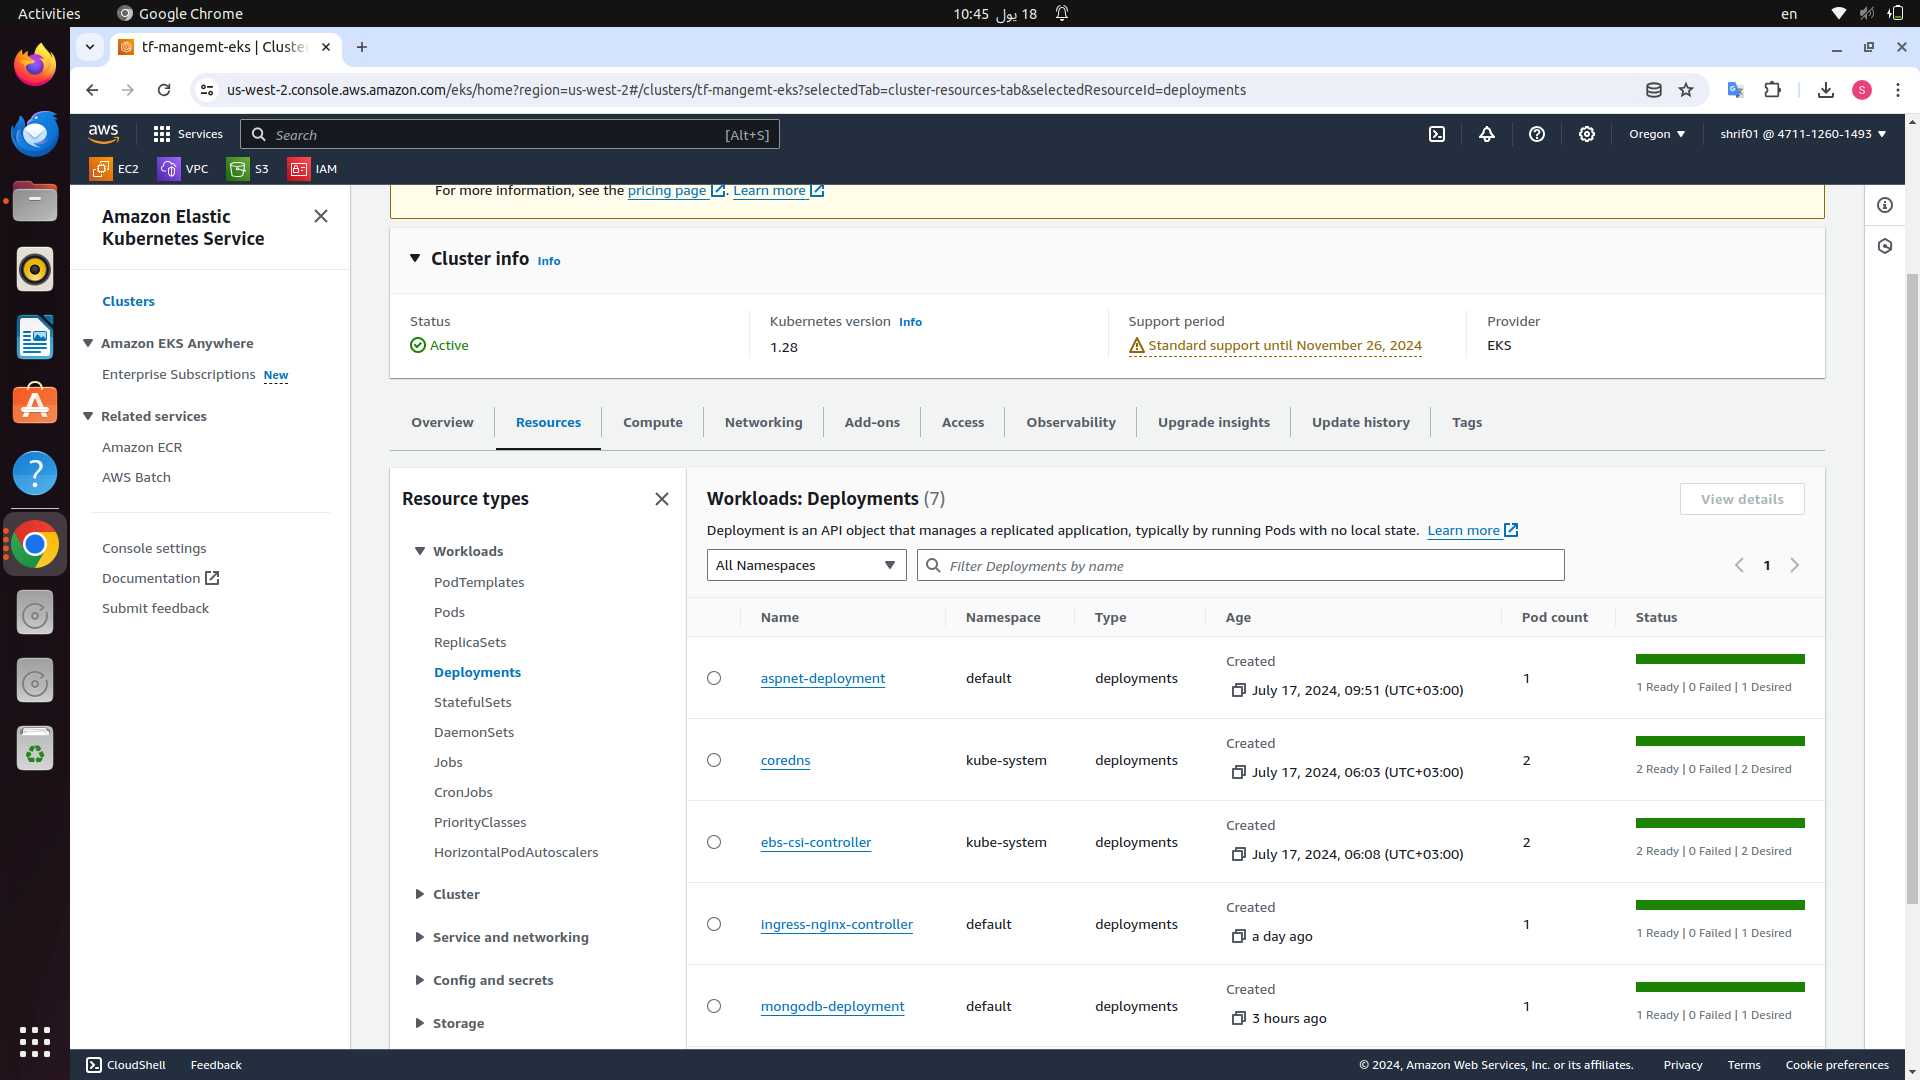 Activities
Google Chrome
18 يول 10:45
en
tf-mangemt-eks | Cluste
us-west-2.console.aws.amazon.com/eks/home?region=us-west-2#/clusters/tf-mangemt-eks?selectedTab=cluster-resources-tab&selectedResourceId=deployments
S
aws
Services
Search
[Alt+S]
Oregon
shrif01 @ 4711-1260-1493
EC2
VPC
S3
IAM
Amazon Elastic
Kubernetes Service
Clusters
Amazon EKS Anywhere
Enterprise Subscriptions New
Related services
Amazon ECR
AWS Batch
Console settings
Documentation
Submit feedback
For more information, see the pricing page. Learn more
Cluster info Info
Status
Active
Kubernetes version Info
1.28
Support period
Standard support until November 26, 2024
Provider
EKS
Overview
Resources
Compute
Networking
Add-ons
Access
Observability
Upgrade insights
Update history
Tags
Resource types
Workloads
PodTemplates
Pods
ReplicaSets
Deployments
StatefulSets
DaemonSets
Jobs
CronJobs
PriorityClasses
HorizontalPodAutoscalers
Cluster
Service and networking
Config and secrets
Storage
Workloads: Deployments (7)
View details
Deployment is an API object that manages a replicated application, typically by running Pods with no local state. Learn more
All Namespaces
Filter Deployments by name
1
Name Namespace Type Age Pod count Status
aspnet-deployment default deployments Created
July 17, 2024, 09:51 (UTC+03:00) 1 1 Ready | 0 Failed | 1 Desired
coredns kube-system deployments Created
July 17, 2024, 06:03 (UTC+03:00) 2 2 Ready | 0 Failed | 2 Desired
ebs-csi-controller kube-system deployments Created
July 17, 2024, 06:08 (UTC+03:00) 2 2 Ready | 0 Failed | 2 Desired
ingress-nginx-controller default deployments Created
a day ago 1 1 Ready | 0 Failed | 1 Desired
mongodb-deployment default deployments Created
3 hours ago 1 1 Ready | 0 Failed | 1 Desired
CloudShell
Feedback
© 2024, Amazon Web Services, Inc. or its affiliates.
Privacy
Terms
Cookie preferences